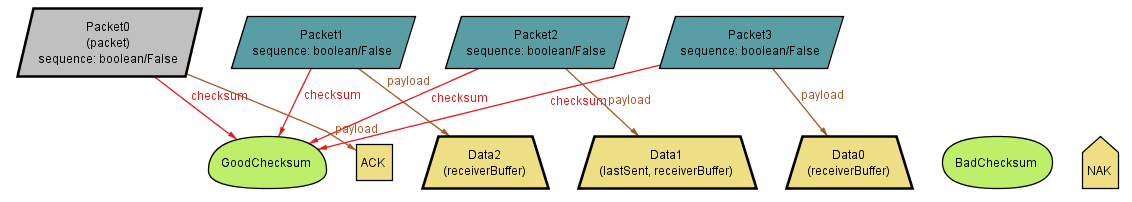 Packet0
(packet)
sequence: boolean/False
Packet1
sequence: boolean/False
Packet2
sequence: boolean/False
Packet3
sequence: boolean/False
payload
checksum
checksum
checksum
checksum
payload
payload
payload
GoodChecksum
ACK
Data2
(receiverBuffer)
Data1
(lastSent, receiverBuffer)
Data0
(receiverBuffer)
BadChecksum
NAK